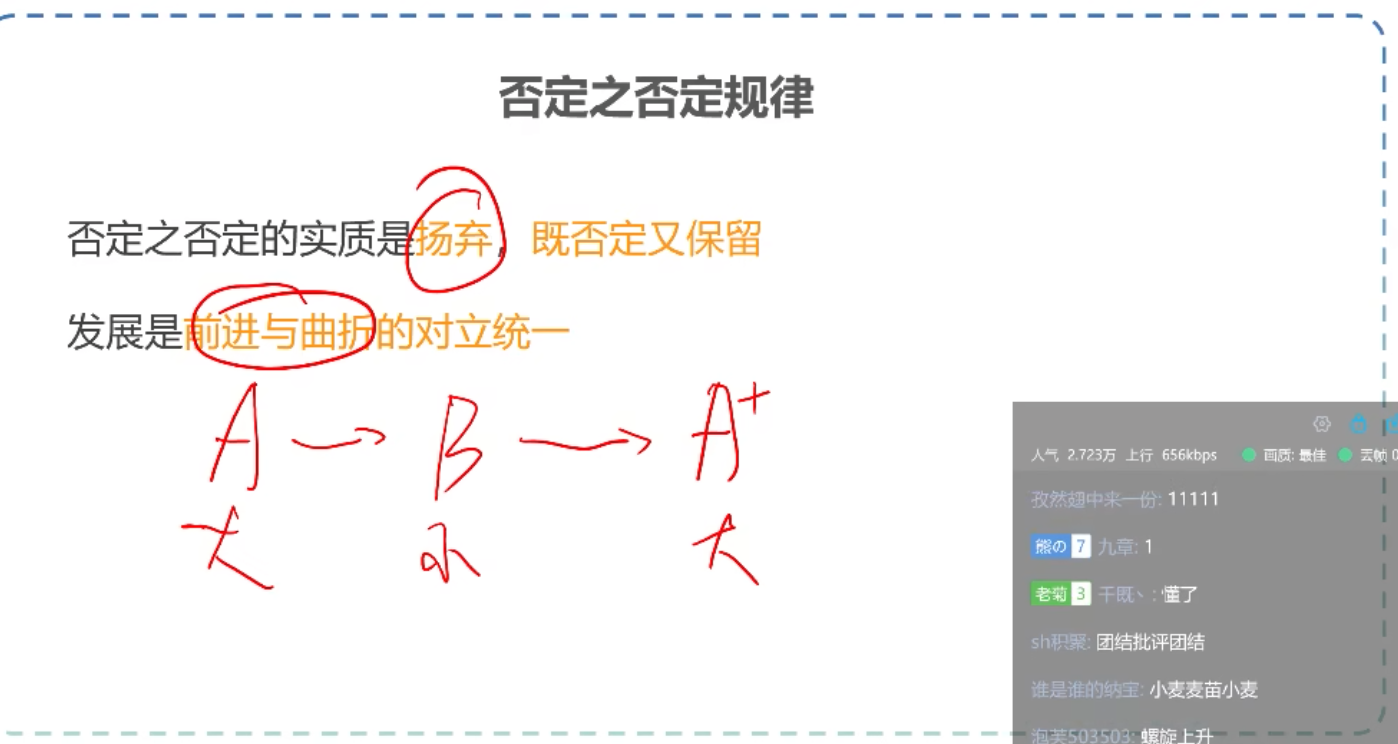 否定之否定规律
否定之否定的实质是扬弃，既否定又保留
发展是前进与曲折的对立统一
A → B → A+
大 小 大
人气 2.723万 上行 656kbps 画质: 最佳 丢帧 0
孜然翅中来一份: 11111
熊の 7 九章: 1
老菊 3 干既丶: 懂了
sh积聚: 团结批评团结
谁是谁的纳宝: 小麦麦苗小麦
泡芙503503: 螺旋上升